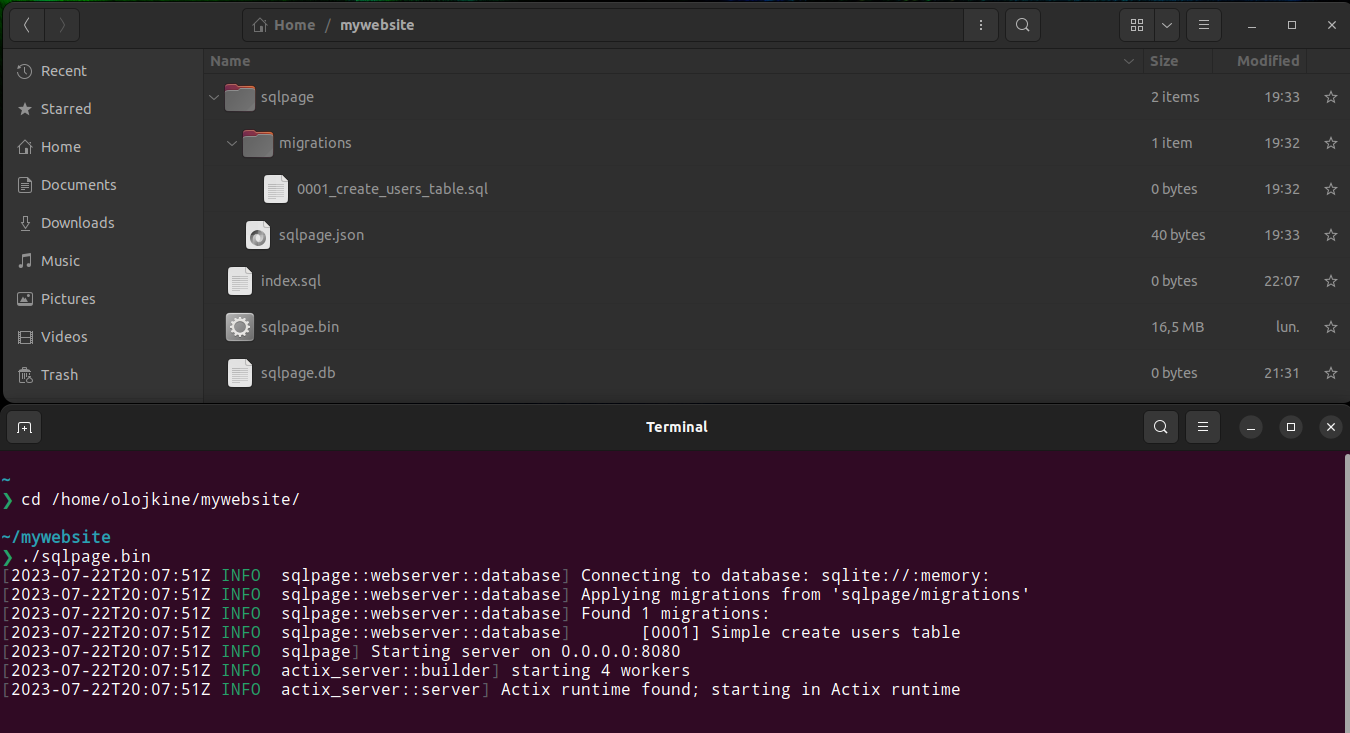 Home / mywebsite
Name Size Modified
Recent
Starred
Home
Documents
Downloads
Music
Pictures
Videos
Trash
sqlpage 2 items 19:33
migrations 1 item 19:32
0001_create_users_table.sql 0 bytes 19:32
sqlpage.json 40 bytes 19:33
index.sql 0 bytes 22:07
sqlpage.bin 16,5 MB lun.
sqlpage.db 0 bytes 21:31
Terminal
~
❯ cd /home/olojkine/mywebsite/
~/mywebsite
❯ ./sqlpage.bin
[2023-07-22T20:07:51Z INFO  sqlpage::webserver::database] Connecting to database: sqlite://:memory:
[2023-07-22T20:07:51Z INFO  sqlpage::webserver::database] Applying migrations from 'sqlpage/migrations'
[2023-07-22T20:07:51Z INFO  sqlpage::webserver::database] Found 1 migrations:
[2023-07-22T20:07:51Z INFO  sqlpage::webserver::database]       [0001] Simple create users table
[2023-07-22T20:07:51Z INFO  sqlpage] Starting server on 0.0.0.0:8080
[2023-07-22T20:07:51Z INFO  actix_server::builder] starting 4 workers
[2023-07-22T20:07:51Z INFO  actix_server::server] Actix runtime found; starting in Actix runtime